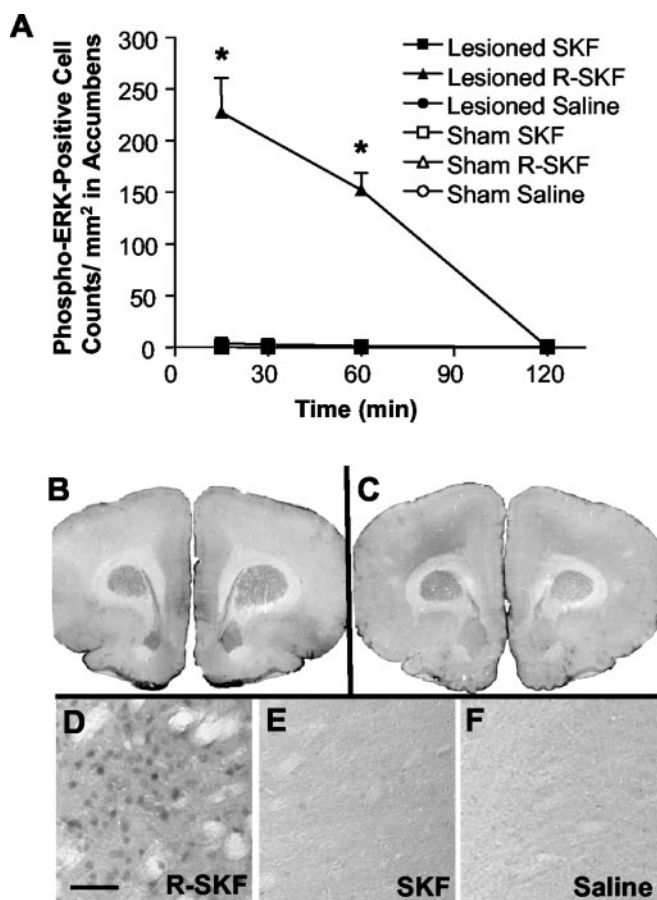 A
300
250
200
150
100
50
0
Phospho-ERK-Positive Cell
Counts/ mm² in Accumbens
*
*
0 30 60 90 120
Time (min)
Lesioned SKF
Lesioned R-SKF
Lesioned Saline
Sham SKF
Sham R-SKF
Sham Saline
B
C
D
R-SKF
E
SKF
F
Saline